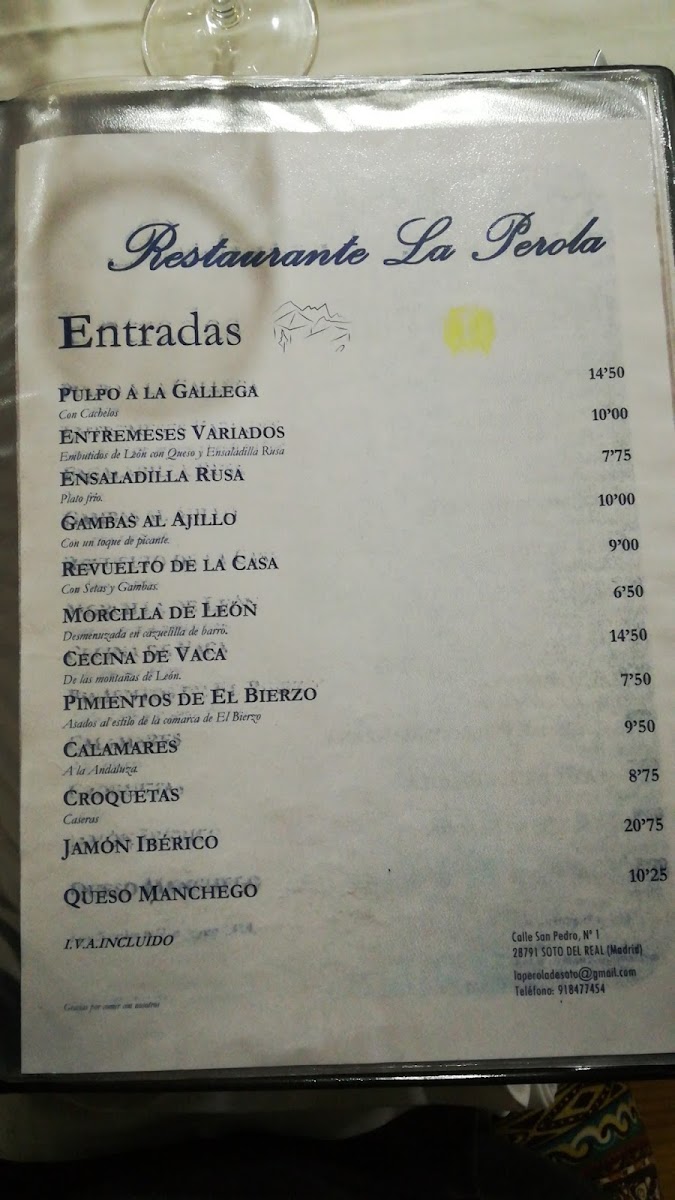 Restaurante La Perola
Entradas
PULPO A LA GALLEGA 14'50
Con Cachelos
ENTREMESES VARIADOS 10'00
Embutidos de León con Queso y Ensaladilla Rusa
ENSALADILLA RUSA 7'75
Plato frío.
GAMBAS AL AJILLO 10'00
Con un toque de picante.
REVUELTO DE LA CASA 9'00
Con Setas y Gambas.
MORCILLA DE LEÓN 6'50
Desmenuzada en cazuelilla de barro.
CECINA DE VACA 14'50
De las montañas de León.
PIMIENTOS DE EL BIERZO 7'50
Asados al estilo de la comarca de El Bierzo
CALAMARES 9'50
A la Andaluza.
CROQUETAS 8'75
Caseras
JAMÓN IBÉRICO 20'75
QUESO MANCHEGO 10'25
I.V.A.INCLUIDO
Calle San Pedro, Nº 1
28791 SOTO DEL REAL (Madrid)
laperoladesoto@gmail.com
Teléfono: 918477454
Gracias por comer con nosotros